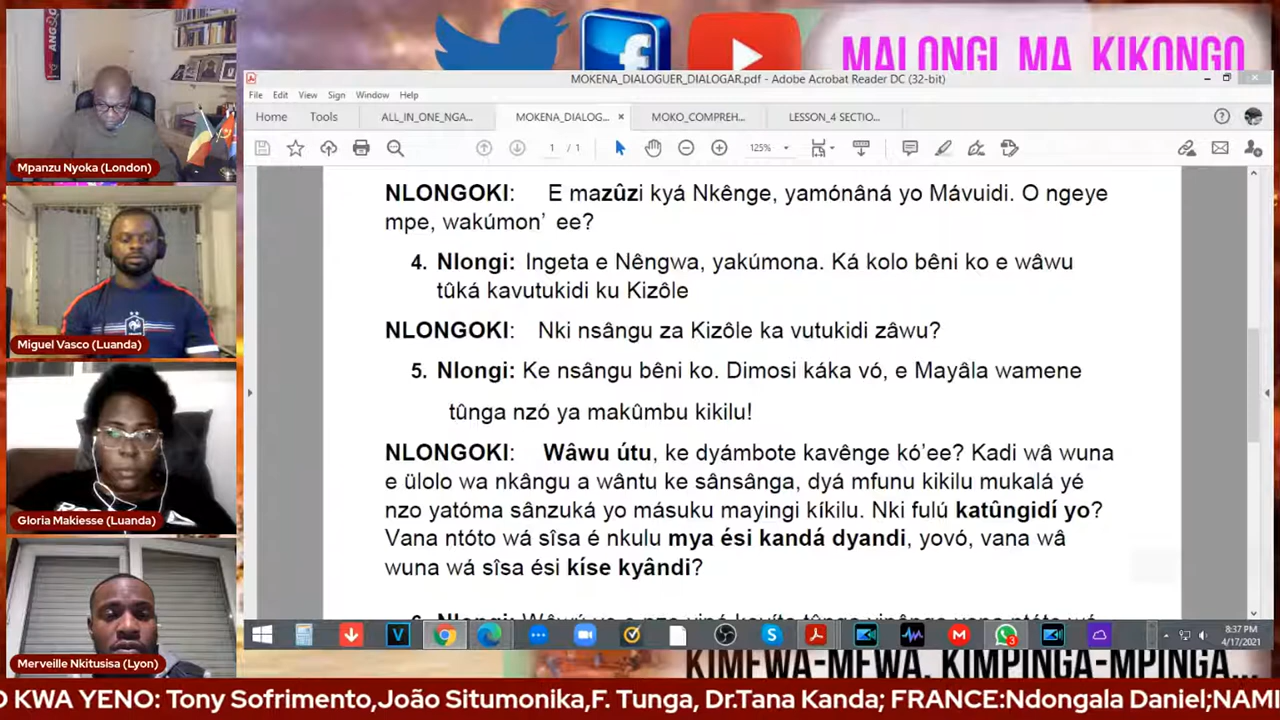 MALONGI MA KIKONGO
MOKENA_DIALOGUER_DIALOGAR.pdf - Adobe Acrobat Reader DC (32-bit)
File Edit View Sign Window Help
Home Tools ALL_IN_ONE_NGA... MOKENA_DIALOG... × MOKO_COMPREH... LESSON_4 SECTIO...
1 / 1 125%
NLONGOKI: E mazûzi kyá Nkênge, yamónâná yo Mávuidi. O ngeye
mpe, wakúmon' ee?
4. Nlongi: Ingeta e Nêngwa, yakúmona. Ká kolo bêni ko e wâwu
tûká kavutukidi ku Kizôle
NLONGOKI: Nki nsângu za Kizôle ka vutukidi zâwu?
5. Nlongi: Ke nsângu bêni ko. Dimosi káka vó, e Mayâla wamene
tûnga nzó ya makûmbu kikilu!
NLONGOKI: Wâwu útu, ke dyámbote kavênge kó'ee? Kadi wâ wuna
e ülolo wa nkângu a wântu ke sânsânga, dyá mfunu kikilu mukalá yé
nzo yatóma sânzuká yo másuku mayingi kíkilu. Nki fulú katûngidí yo?
Vana ntóto wá sîsa é nkulu mya ési kandá dyandi, yovó, vana wâ
wuna wá sîsa ési kíse kyândi?
Mpanzu Nyoka (London)
Miguel Vasco (Luanda)
Gloria Makiesse (Luanda)
Merveille Nkitusisa (Lyon)
8:37 PM
4/17/2021
KIMFWA-MFWA, KIMPINGA-MPINGA...
O KWA YENO: Tony Sofrimento,João Situmonika,F. Tunga, Dr.Tana Kanda; FRANCE:Ndongala Daniel;NAMI